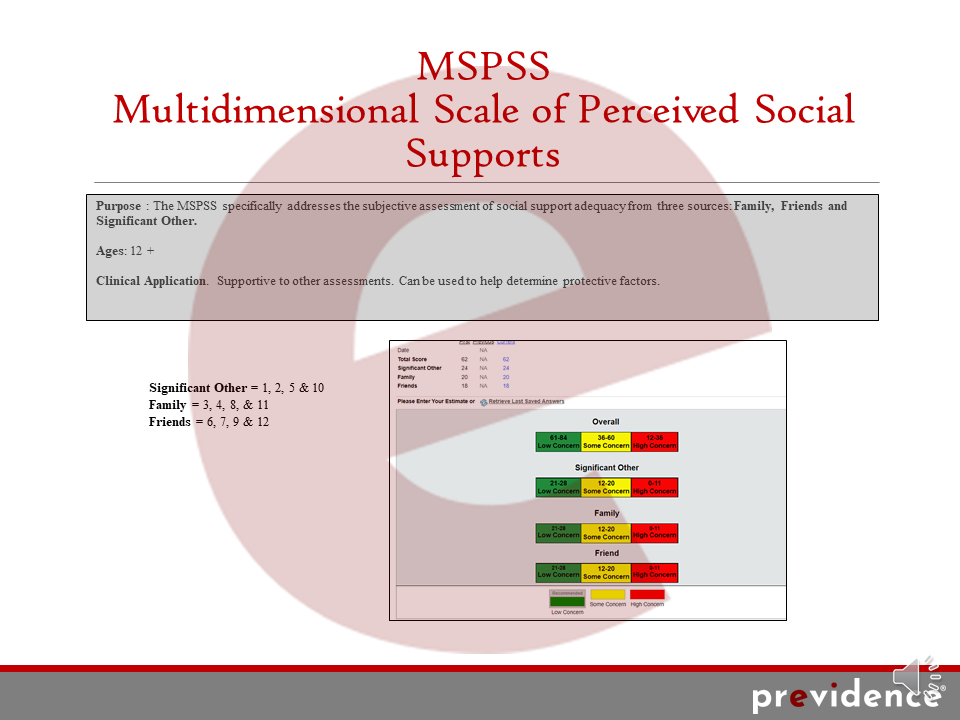 MSPSS
Multidimensional Scale of Perceived Social
Supports
Purpose : The MSPSS specifically addresses the subjective assessment of social support adequacy from three sources: Family, Friends and
Significant Other.
Ages: 12 +
Clinical Application. Supportive to other assessments. Can be used to help determine protective factors.
Significant Other = 1, 2, 5 & 10
Family = 3, 4, 8, & 11
Friends = 6, 7, 9 & 12
Date NA
Total Score 62 NA 62
Significant Other 24 NA 24
Family 20 NA 20
Friends 18 NA 18
Please Enter Your Estimate or Retrieve Last Saved Answers
Overall
61-84 36-60 12-35
Low Concern Some Concern High Concern
Significant Other
21-28 12-20 0-11
Low Concern Some Concern High Concern
Family
21-28 12-20 0-11
Low Concern Some Concern High Concern
Friend
21-28 12-20 0-11
Low Concern Some Concern High Concern
Recommended
Low Concern Some Concern High Concern
previdence®